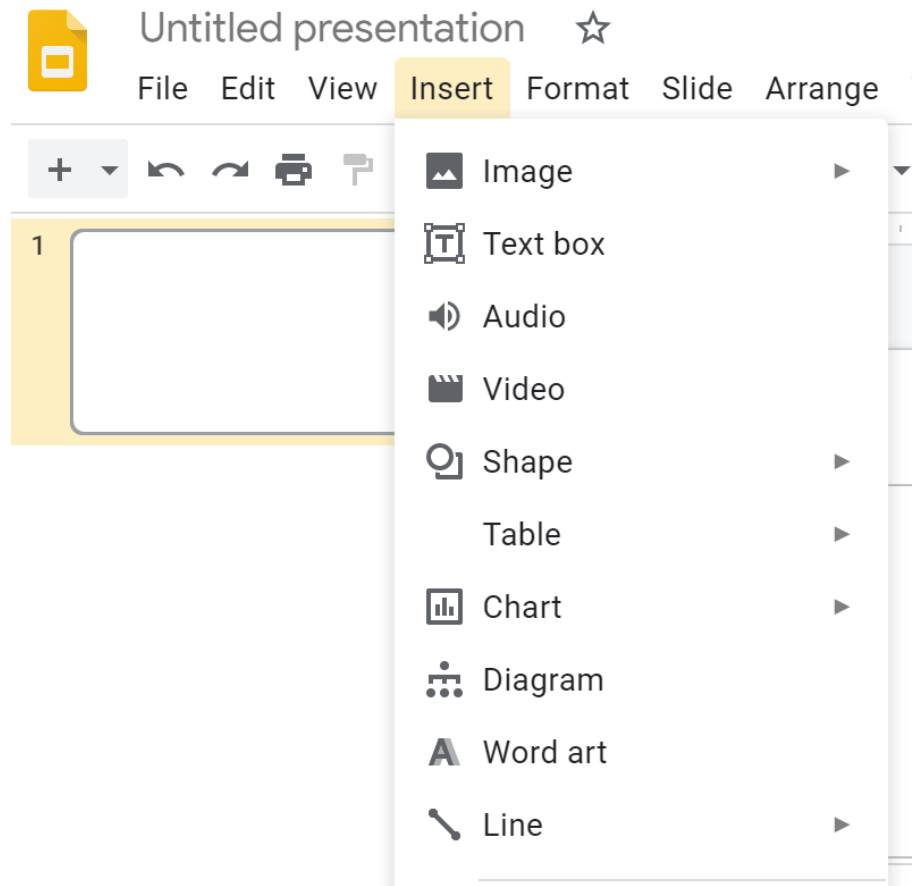 Untitled presentation
File Edit View Insert Format Slide Arrange
1
Image
Text box
Audio
Video
Shape
Table
Chart
Diagram
Word art
Line